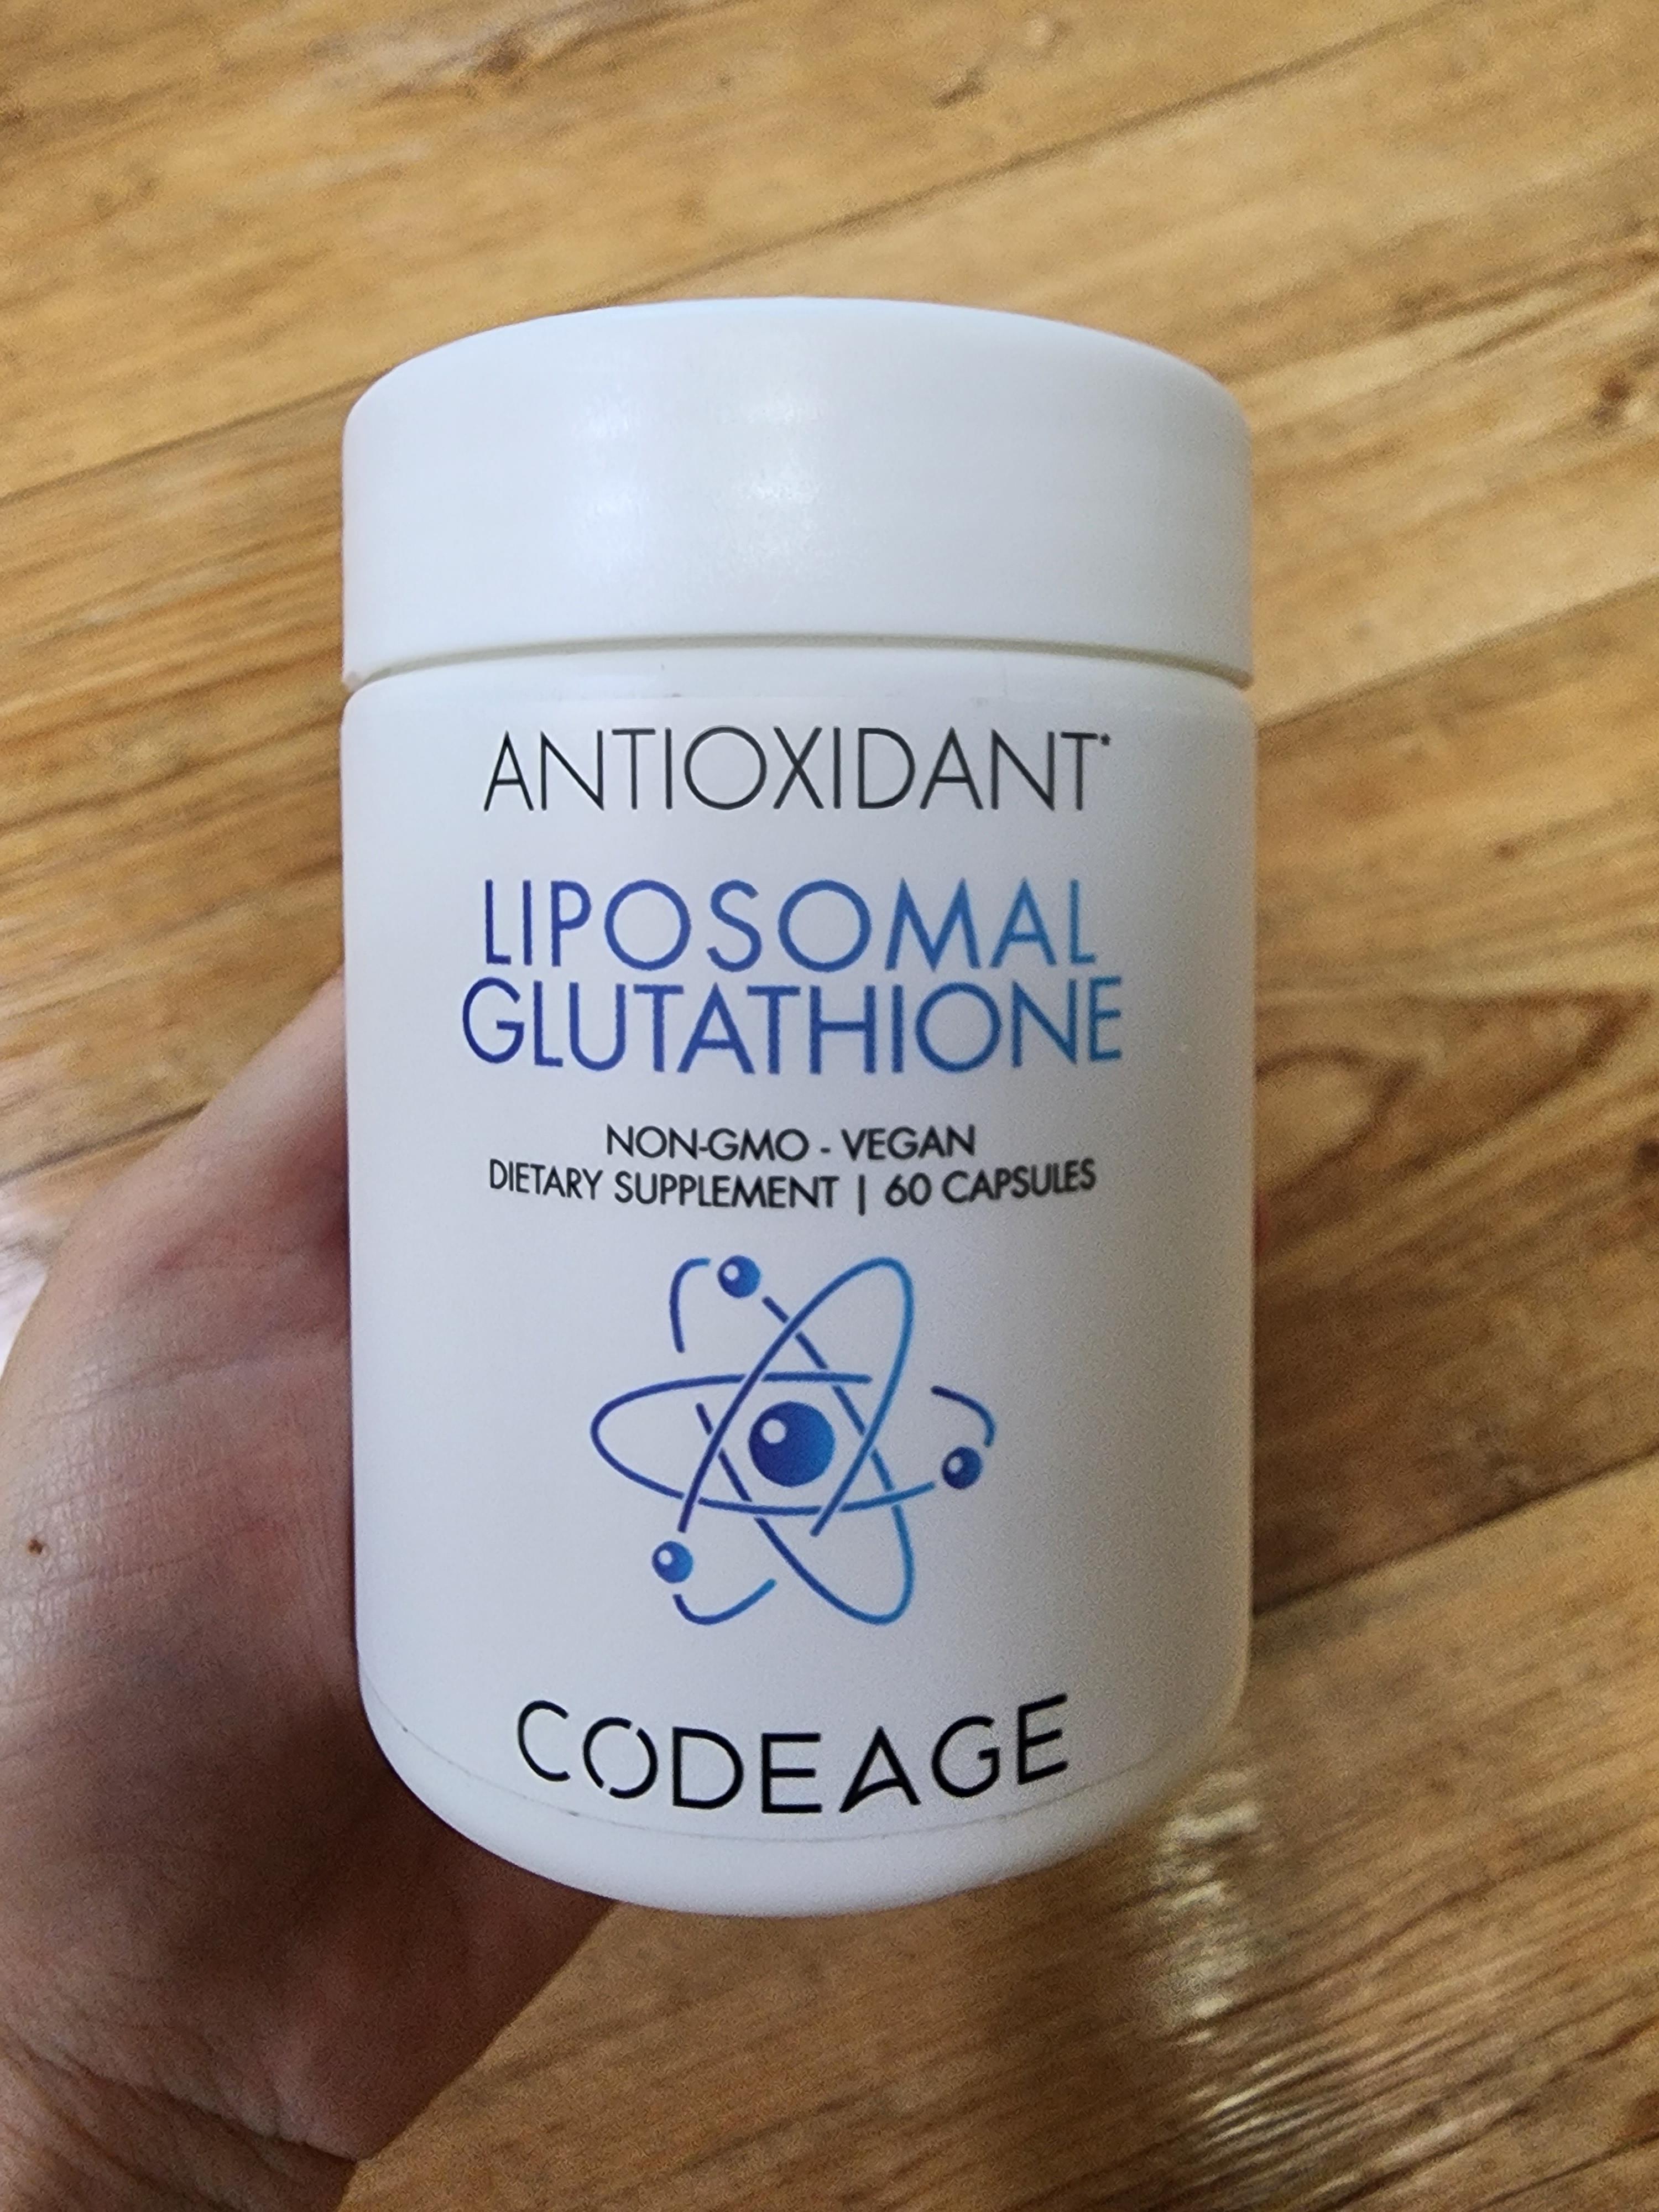 ANTIOXIDANT*
LIPOSOMAL
GLUTATHIONE
NON-GMO - VEGAN
DIETARY SUPPLEMENT | 60 CAPSULES
CODEAGE